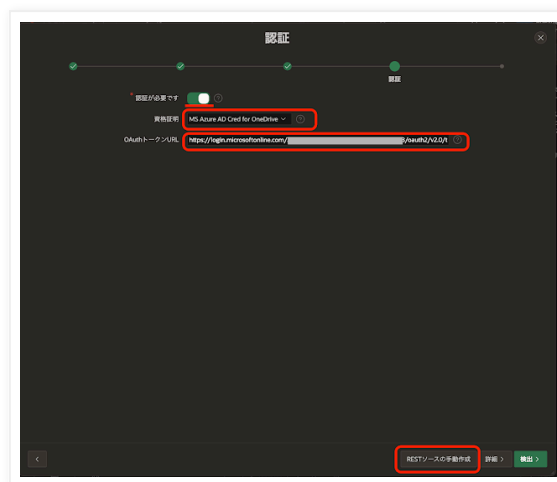 認証
認証
* 認証が必要です
資格証明 MS Azure AD Cred for OneDrive
OAuthトークンURL https://login.microsoftonline.com/ /oauth2/v2.0/t
RESTソースの手動作成 詳細 > 検出 >